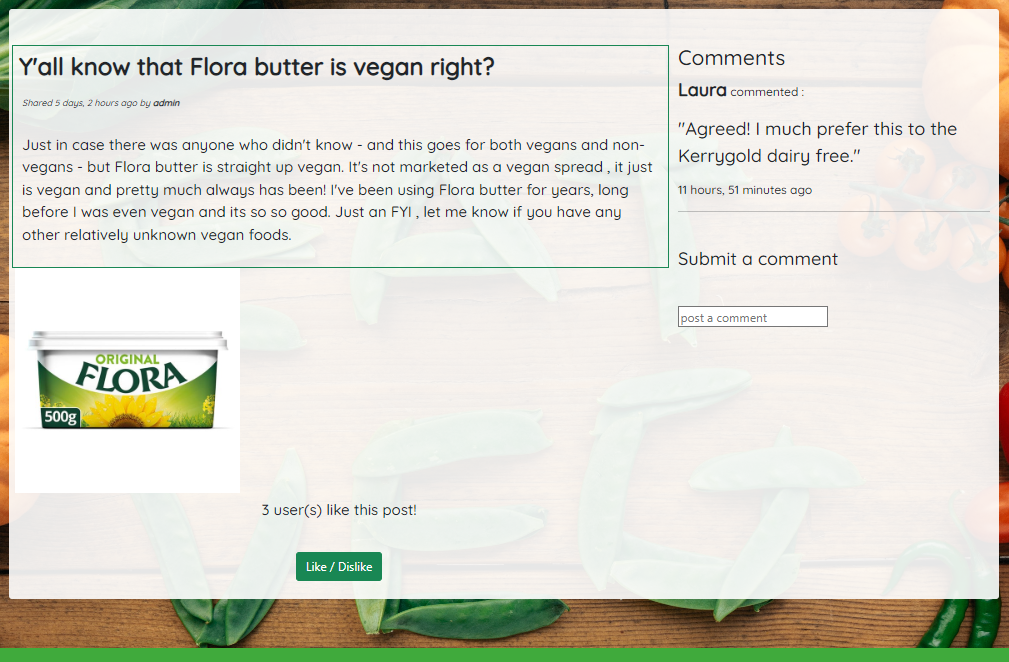 Y'all know that Flora butter is vegan right?
Shared 5 days, 2 hours ago by admin
Just in case there was anyone who didn't know - and this goes for both vegans and non-
vegans - but Flora butter is straight up vegan. It's not marketed as a vegan spread , it just
is vegan and pretty much always has been! I've been using Flora butter for years, long
before I was even vegan and its so so good. Just an FYI , let me know if you have any
other relatively unknown vegan foods.
ORIGINAL
FLORA
500g
3 user(s) like this post!
Like / Dislike
Comments
Laura commented :
"Agreed! I much prefer this to the
Kerrygold dairy free."
11 hours, 51 minutes ago
Submit a comment
post a comment